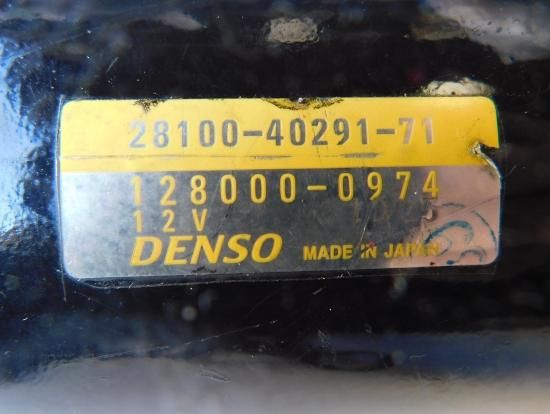 28100-40291-71
128000-0974
12V
DENSO MADE IN JAPAN